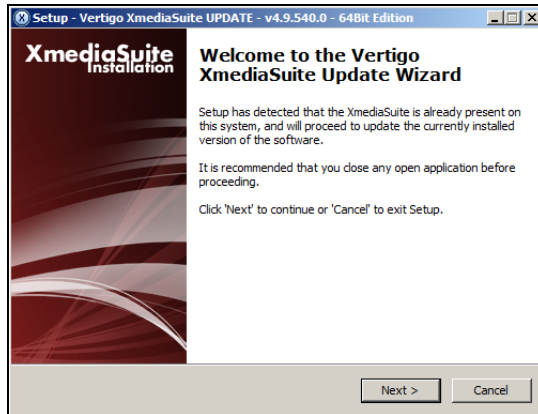 Setup - Vertigo XmediaSuite UPDATE - v4.9.540.0 - 64Bit Edition
XmediaSuite
Installation
Welcome to the Vertigo
XmediaSuite Update Wizard
Setup has detected that the XmediaSuite is already present on
this system, and will proceed to update the currently installed
version of the software.
It is recommended that you close any open application before
proceeding.
Click 'Next' to continue or 'Cancel' to exit Setup.
Next >
Cancel